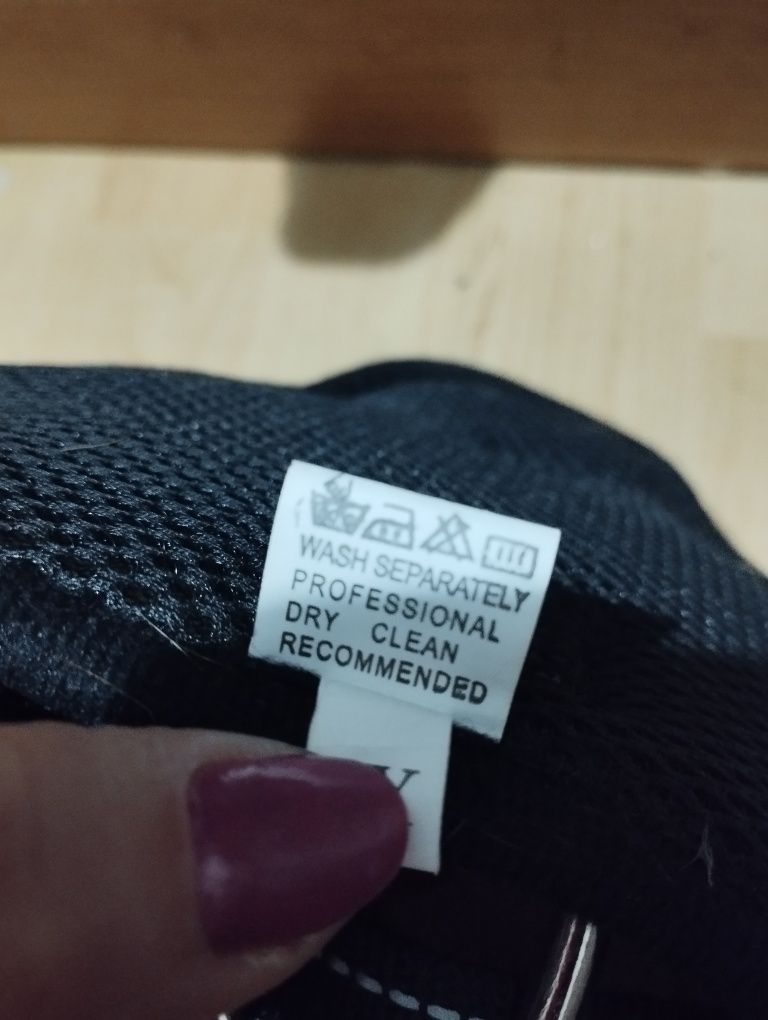 WASH SEPARATELY
PROFESSIONAL
DRY CLEAN
RECOMMENDED